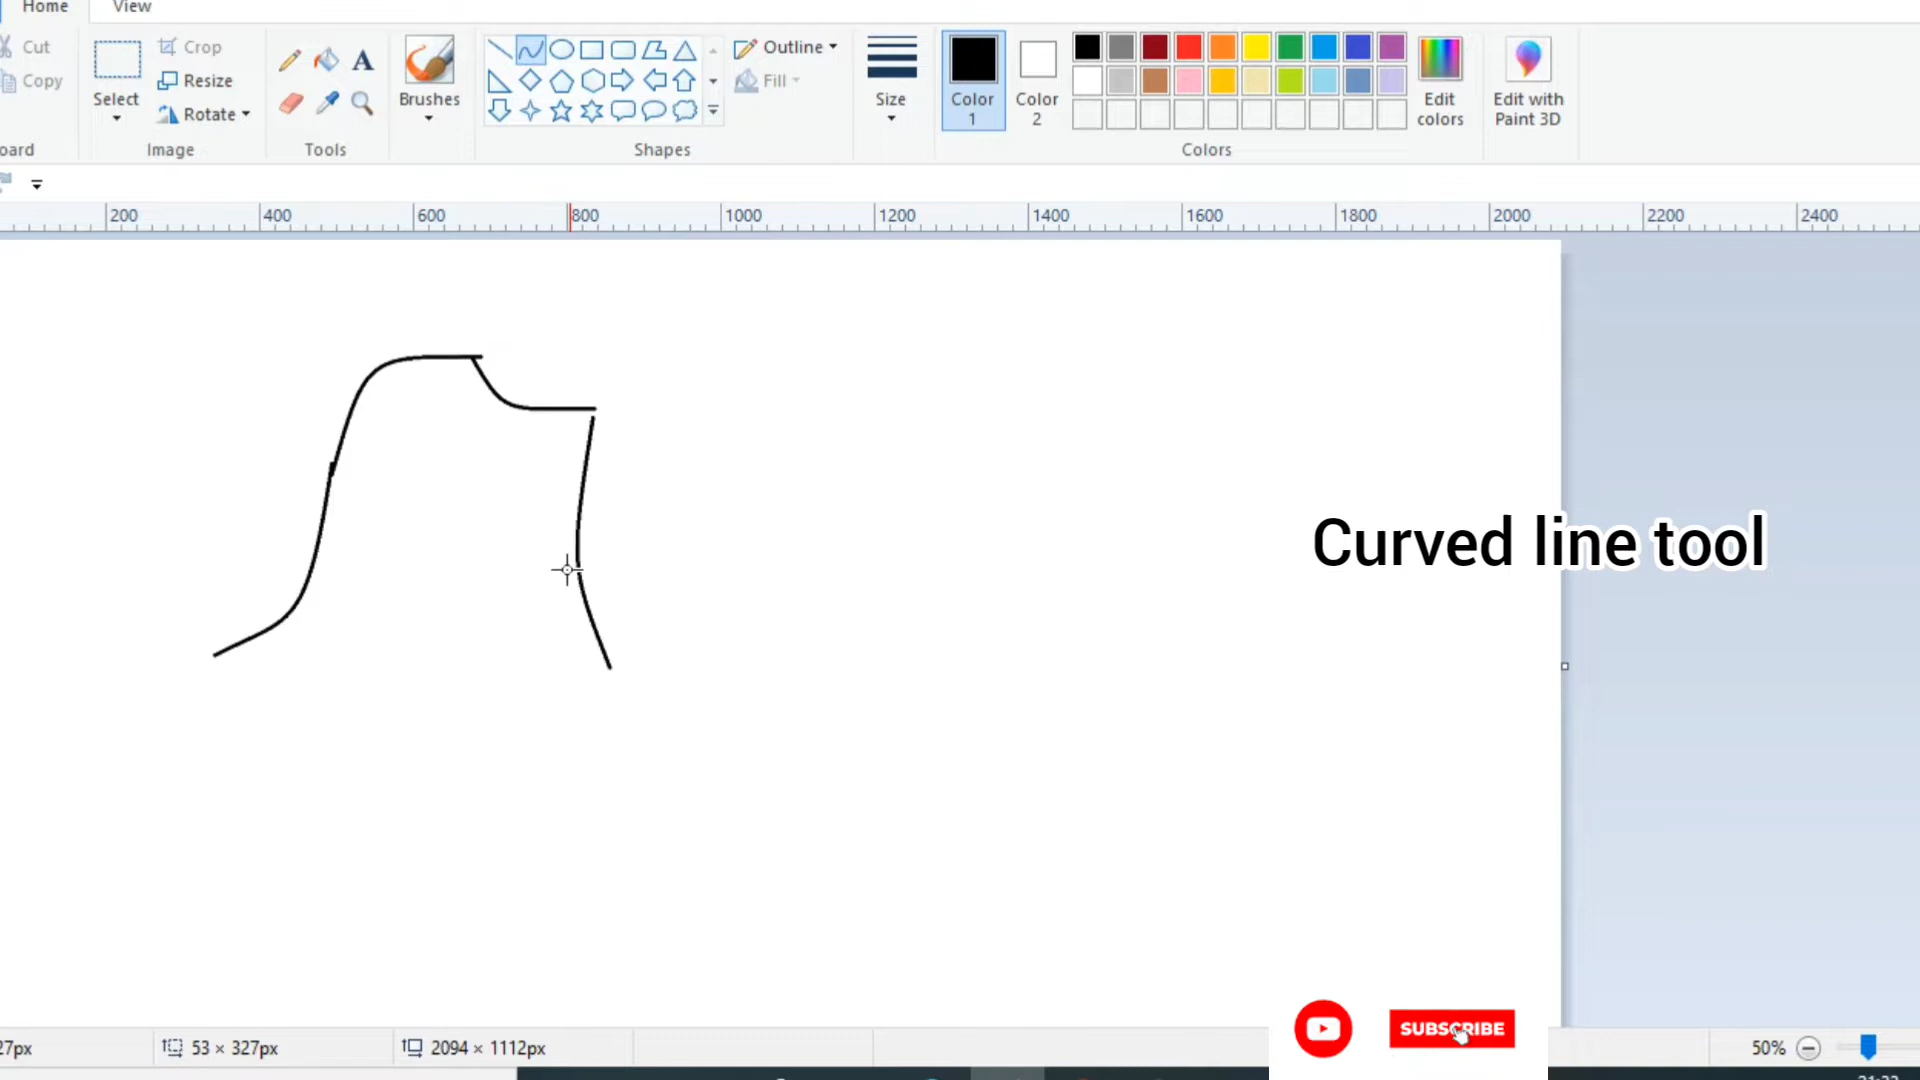 Home View
Cut
Copy
Select
Crop
Resize
Rotate
Image
Tools
Brushes
Shapes
Outline
Fill
Size
Color
1
Color
2
Colors
Edit
colors
Edit with
Paint 3D
oard
200 400 600 800 1000 1200 1400 1600 1800 2000 2200 2400
Curved line tool
SUBSCRIBE
27px 53 × 327px 2094 × 1112px 50%